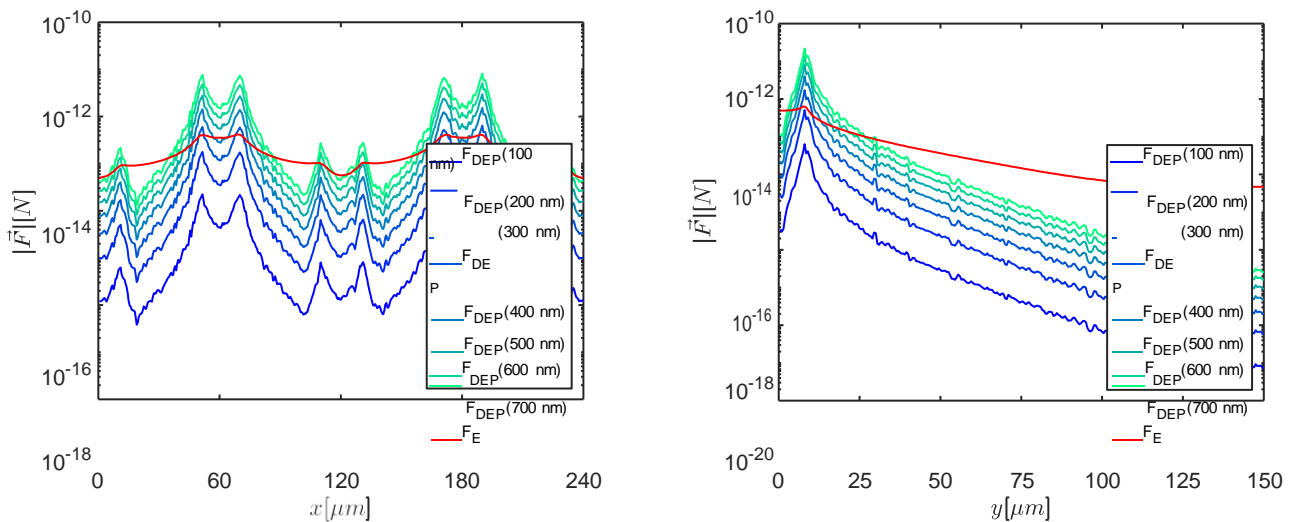 10⁻¹⁰
10⁻¹²
10⁻¹⁴
10⁻¹⁶
10⁻¹⁸
|F⃗|[N]
0 60 120 180 240
x[μm]
F_DEP(100
nm)
F_DEP(200 nm)
(300 nm)
F_DE
P
F_DEP(400 nm)
F_DEP(500 nm)
F_DEP(600 nm)
F_DEP(700 nm)
F_E
10⁻¹⁰
10⁻¹²
10⁻¹⁴
10⁻¹⁶
10⁻¹⁸
10⁻²⁰
|F⃗|[N]
0 25 50 75 100 125 150
y[μm]
F_DEP(100 nm)
F_DEP(200 nm)
(300 nm)
F_DE
P
F_DEP(400 nm)
F_DEP(500 nm)
F_DEP(600 nm)
F_DEP(700 nm)
F_E